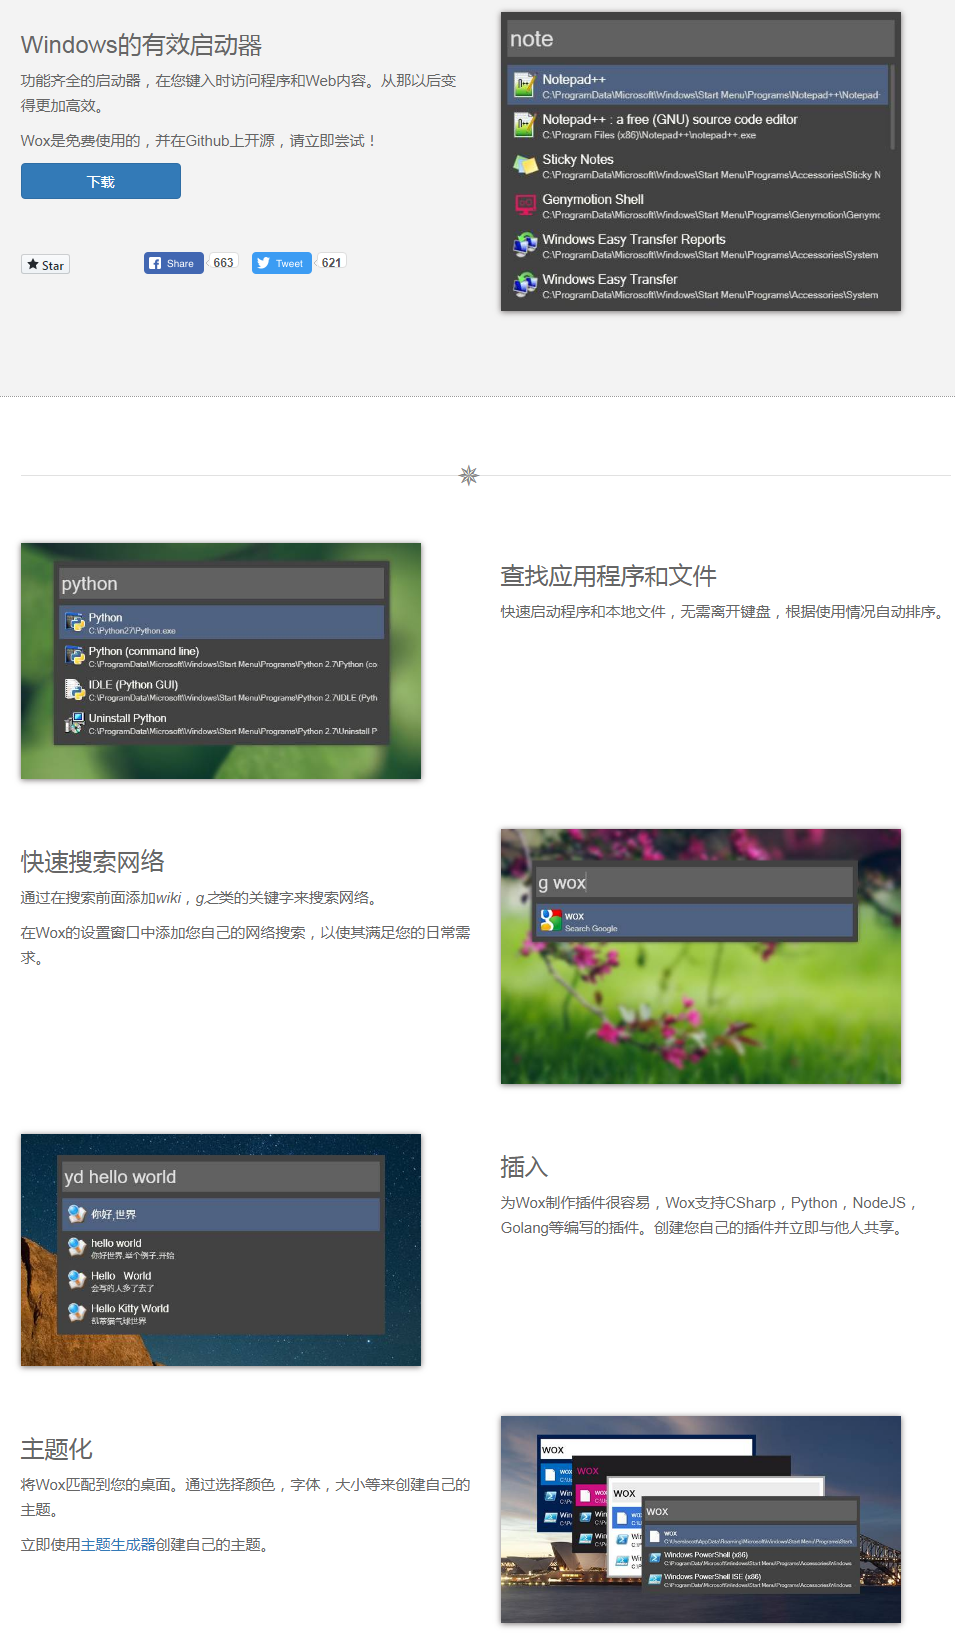 Windows的有效启动器
功能齐全的启动器，在您键入时访问程序和Web内容。从那以后变
得更加高效。
Wox是免费使用的，并在Github上开源，请立即尝试！
下载
Star
Share 663
Tweet 621
note
Notepad++
C:\ProgramData\Microsoft\Windows\Start Menu\Programs\Notepad++\Notepad-
Notepad++ : a free (GNU) source code editor
C:\Program Files (x86)\Notepad++\notepad++.exe
Sticky Notes
C:\ProgramData\Microsoft\Windows\Start Menu\Programs\Accessories\Sticky N
Genymotion Shell
C:\ProgramData\Microsoft\Windows\Start Menu\Programs\Genymotion\Genymo
Windows Easy Transfer Reports
C:\ProgramData\Microsoft\Windows\Start Menu\Programs\Accessories\System
Windows Easy Transfer
C:\ProgramData\Microsoft\Windows\Start Menu\Programs\Accessories\System
python
Python
C:\Python27\Python.exe
Python (command line)
C:\ProgramData\Microsoft\Windows\Start Menu\Programs\Python 2.7\Python (co
IDLE (Python GUI)
C:\ProgramData\Microsoft\Windows\Start Menu\Programs\Python 2.7\IDLE (Pyth
Uninstall Python
C:\ProgramData\Microsoft\Windows\Start Menu\Programs\Python 2.7\Uninstall P
查找应用程序和文件
快速启动程序和本地文件，无需离开键盘，根据使用情况自动排序。
快速搜索网络
通过在搜索前面添加wiki，g之类的关键字来搜索网络。
在Wox的设置窗口中添加您自己的网络搜索，以使其满足您的日常需
求。
g wox
wox
Search Google
yd hello world
你好,世界
hello world
你好世界,举个例子,开始
Hello World
会写的人多了去了
Hello Kitty World
凯蒂猫气球世界
插入
为Wox制作插件很容易，Wox支持CSharp，Python，NodeJS，
Golang等编写的插件。创建您自己的插件并立即与他人共享。
主题化
将Wox匹配到您的桌面。通过选择颜色，字体，大小等来创建自己的
主题。
立即使用主题生成器创建自己的主题。
wox
wox
wox
wox
wox
Windows PowerShell (x86)
C:\ProgramData\Microsoft\Windows\Start Menu\Programs\Accessories\Windows
Windows PowerShell ISE (x86)
C:\ProgramData\Microsoft\Windows\Start Menu\Programs\Accessories\Windows